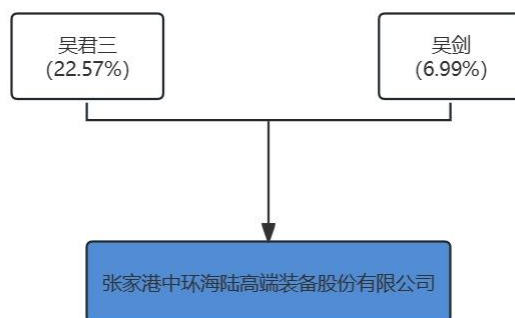 吴君三
(22.57%)
吴剑
(6.99%)
张家港中环海陆高端装备股份有限公司